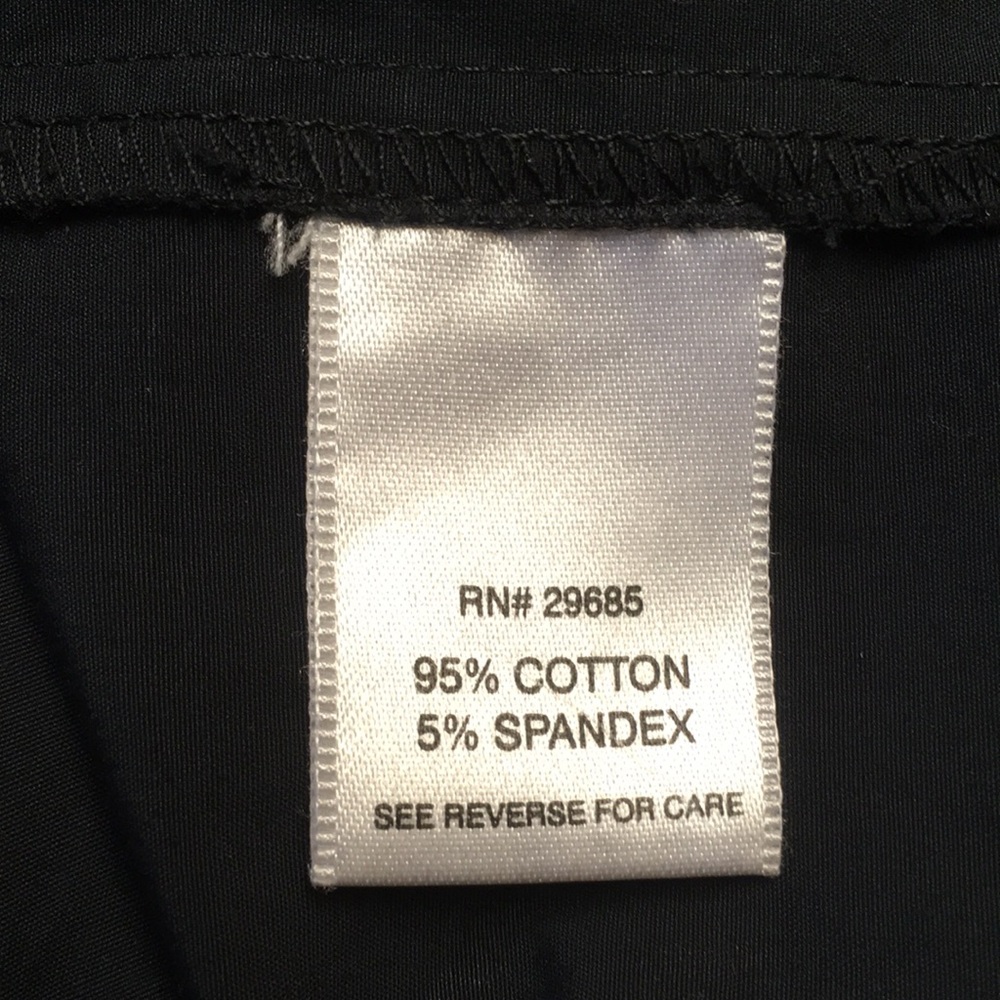 RN# 29685
95% COTTON
5% SPANDEX
SEE REVERSE FOR CARE